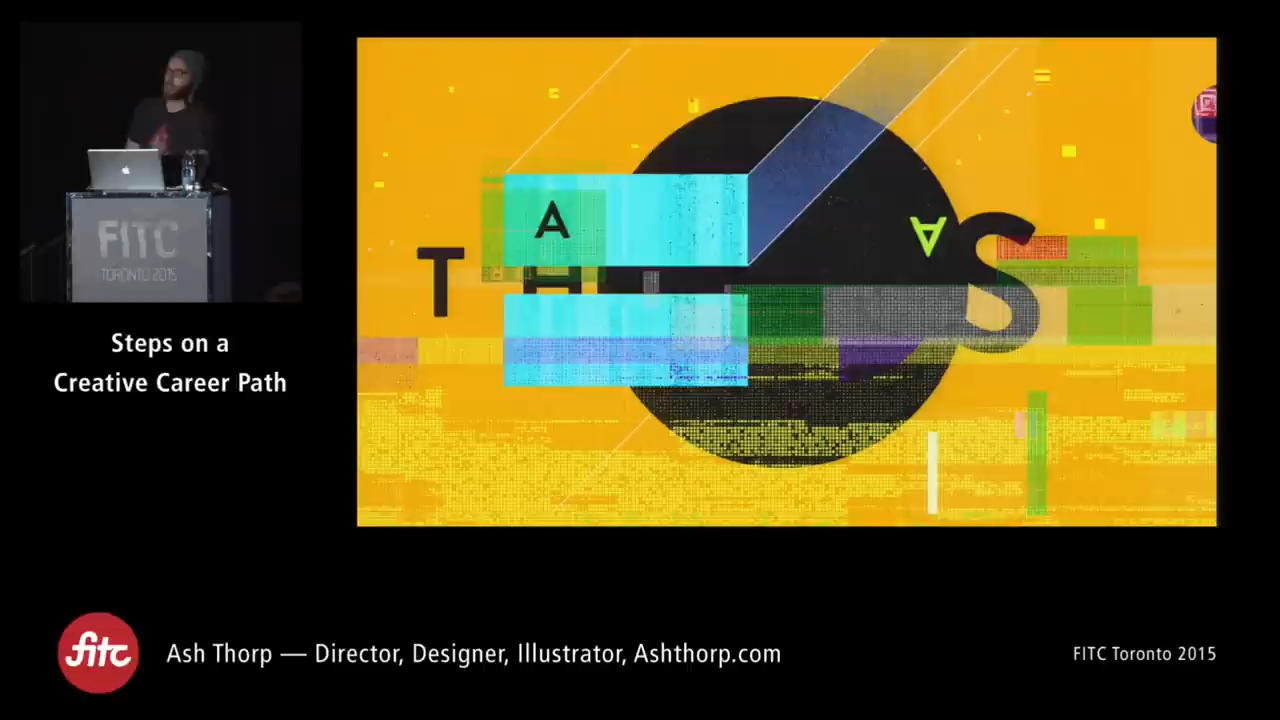 FITC
TORONTO 2015
Steps on a
Creative Career Path
A
T H
A
S
fitc
Ash Thorp — Director, Designer, Illustrator, Ashthorp.com
FITC Toronto 2015